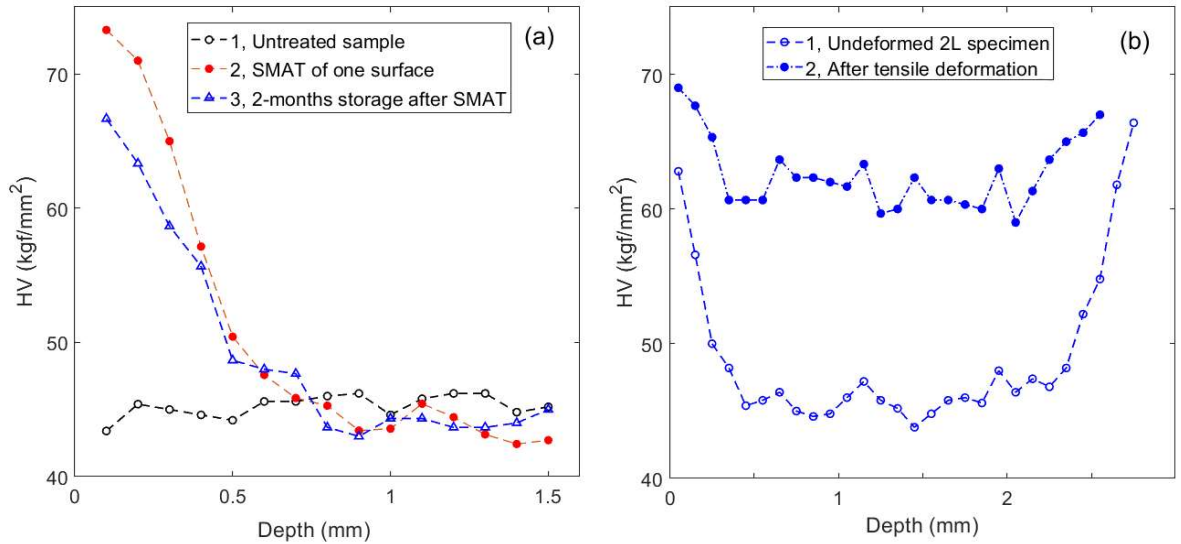 (a)
1, Untreated sample
2, SMAT of one surface
3, 2-months storage after SMAT
HV (kgf/mm²)
70
60
50
40
0
0.5
1
1.5
Depth (mm)
(b)
1, Undeformed 2L specimen
2, After tensile deformation
HV (kgf/mm²)
70
60
50
40
0
1
2
Depth (mm)